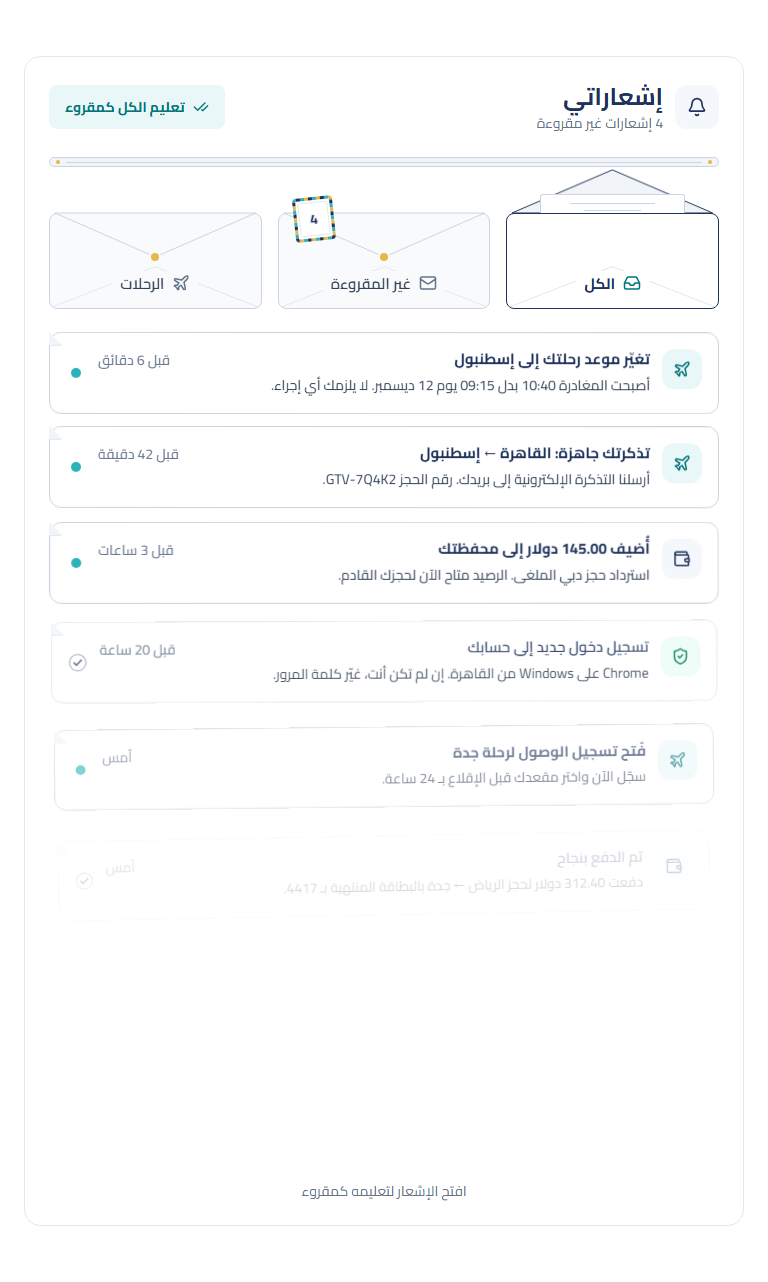 إشعاراتي
4 إشعارات غير مقروءة
تعليم الكل كمقروء
الكل
غير المقروءة
4
الرحلات
تغيّر موعد رحلتك إلى إسطنبول
قبل 6 دقائق
أصبحت المغادرة 10:40 بدل 09:15 يوم 12 ديسمبر. لا يلزمك أي إجراء.
تذكرتك جاهزة: القاهرة ← إسطنبول
قبل 42 دقيقة
أرسلنا التذكرة الإلكترونية إلى بريدك. رقم الحجز GTV-7Q4K2.
أُضيف 145.00 دولار إلى محفظتك
قبل 3 ساعات
استرداد حجز دبي الملغى. الرصيد متاح الآن لحجزك القادم.
تسجيل دخول جديد إلى حسابك
قبل 20 ساعة
Chrome على Windows من القاهرة. إن لم تكن أنت، غيّر كلمة المرور.
فُتح تسجيل الوصول لرحلة جدة
أمس
سجّل الآن واختر مقعدك قبل الإقلاع بـ 24 ساعة.
تم الدفع بنجاح
أمس
دفعت 312.40 دولار لحجز الرياض ← جدة بالبطاقة المنتهية بـ 4417.
افتح الإشعار لتعليمه كمقروء